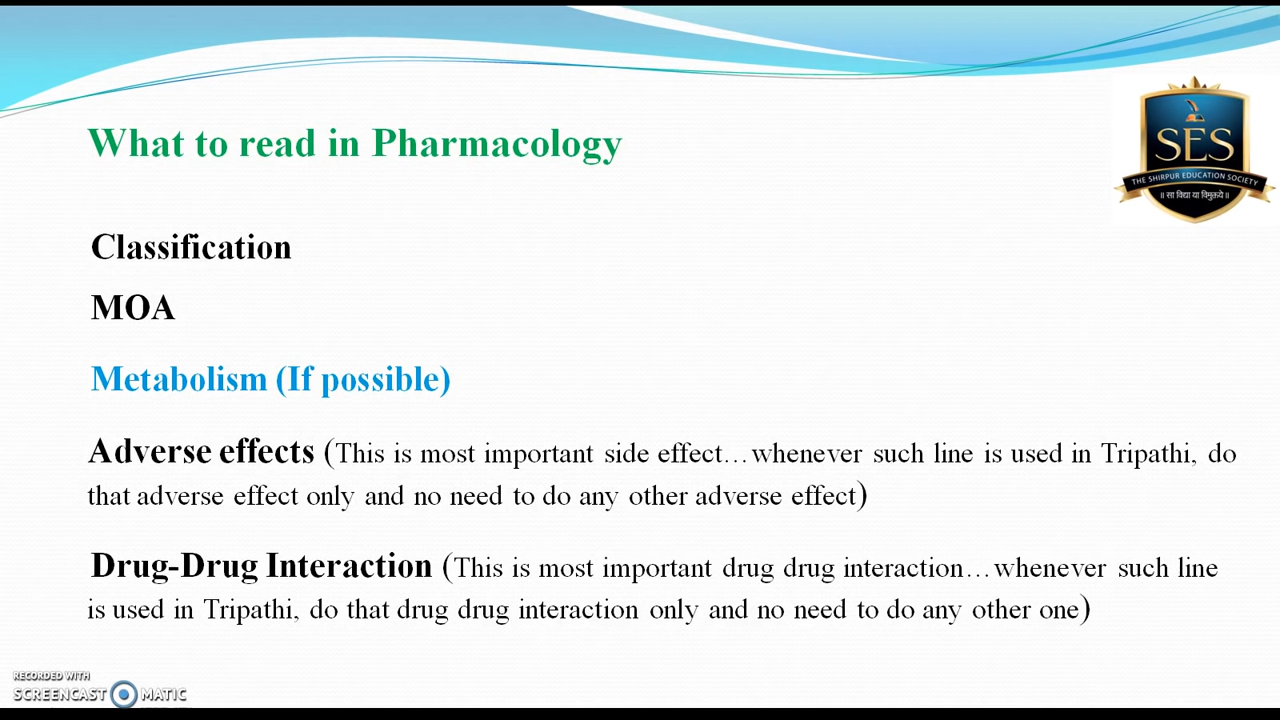 What to read in Pharmacology
SES
THE SHIRPUR EDUCATION SOCIETY
॥ सा विद्या या विमुक्तये ॥
Classification
MOA
Metabolism (If possible)
Adverse effects (This is most important side effect…whenever such line is used in Tripathi, do
that adverse effect only and no need to do any other adverse effect)
Drug-Drug Interaction (This is most important drug drug interaction…whenever such line
is used in Tripathi, do that drug drug interaction only and no need to do any other one)
RECORDED WITH
SCREENCAST MATIC